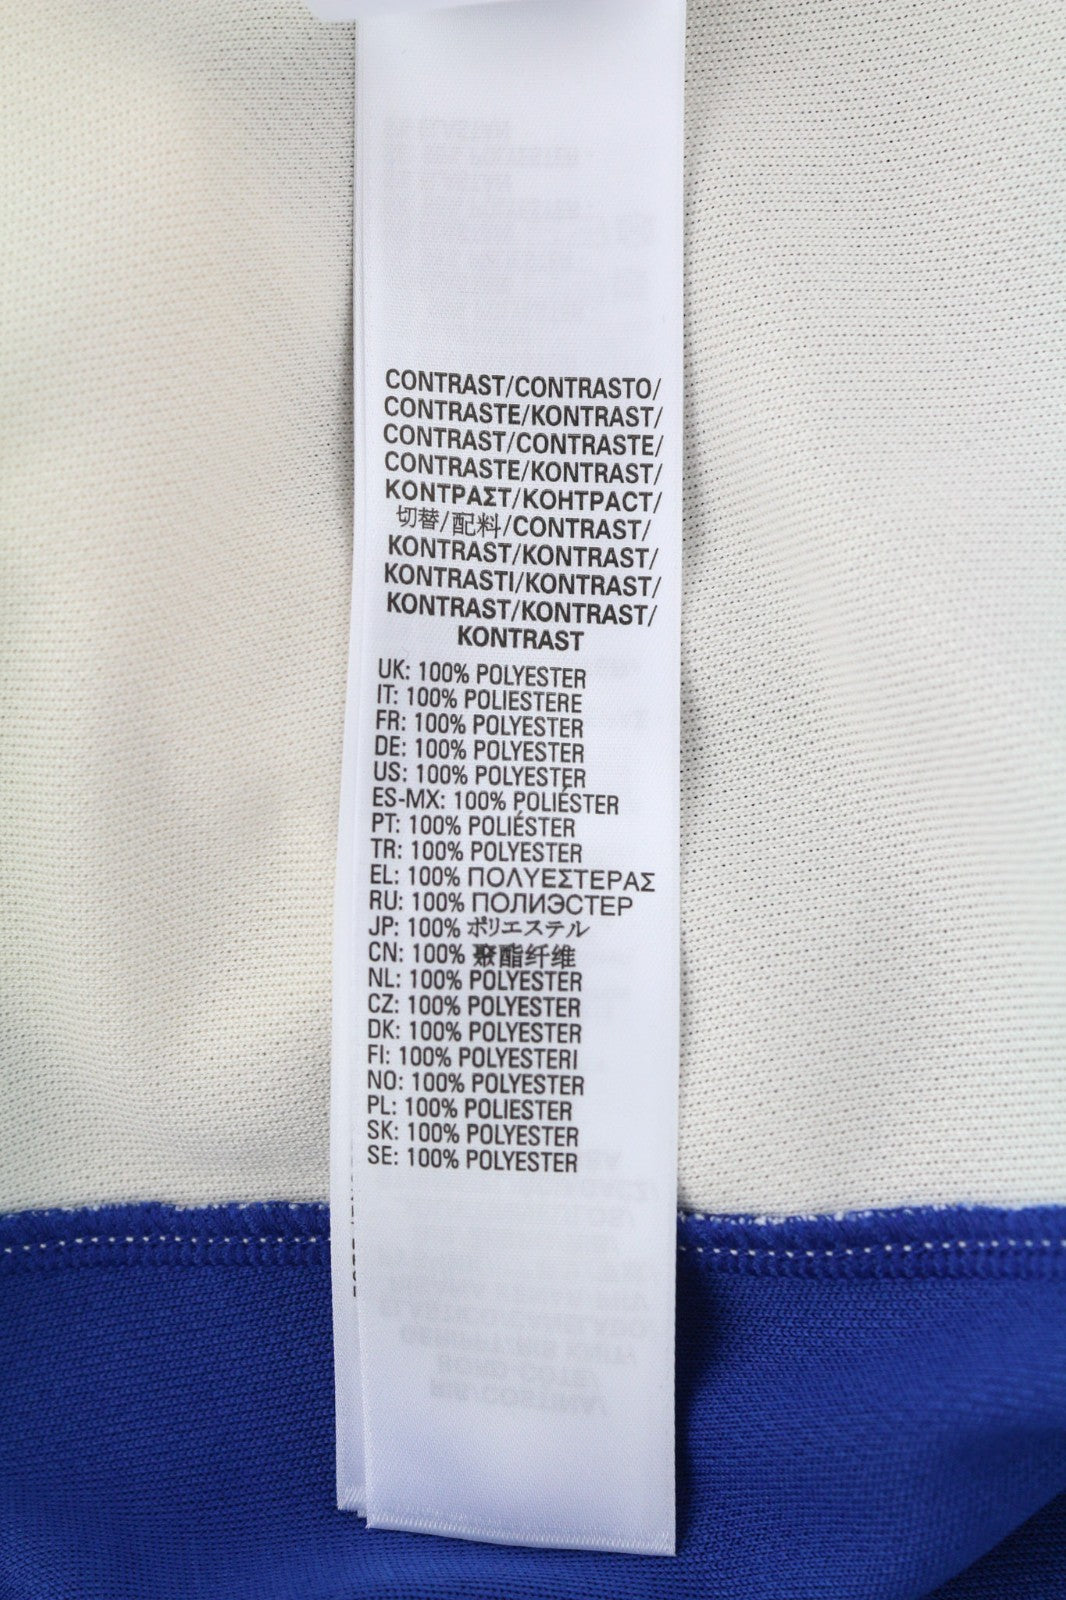 CONTRAST/CONTRASTO/
CONTRASTE/KONTRAST/
CONTRAST/CONTRASTE/
CONTRASTE/KONTRAST/
ΚΟΝΤΡΑΣΤ/КОНТРАСТ/
切替/配料/CONTRAST/
KONTRAST/KONTRAST/
KONTRASTI/KONTRAST/
KONTRAST/KONTRAST/
KONTRAST
UK: 100% POLYESTER
IT: 100% POLIESTERE
FR: 100% POLYESTER
DE: 100% POLYESTER
US: 100% POLYESTER
ES-MX: 100% POLIÉSTER
PT: 100% POLIÉSTER
TR: 100% POLYESTER
EL: 100% ΠΟΛΥΕΣΤΕΡΑΣ
RU: 100% ПОЛИЭСТЕР
JP: 100% ポリエステル
CN: 100% 聚酯纤维
NL: 100% POLYESTER
CZ: 100% POLYESTER
DK: 100% POLYESTER
FI: 100% POLYESTERI
NO: 100% POLYESTER
PL: 100% POLIESTER
SK: 100% POLYESTER
SE: 100% POLYESTER